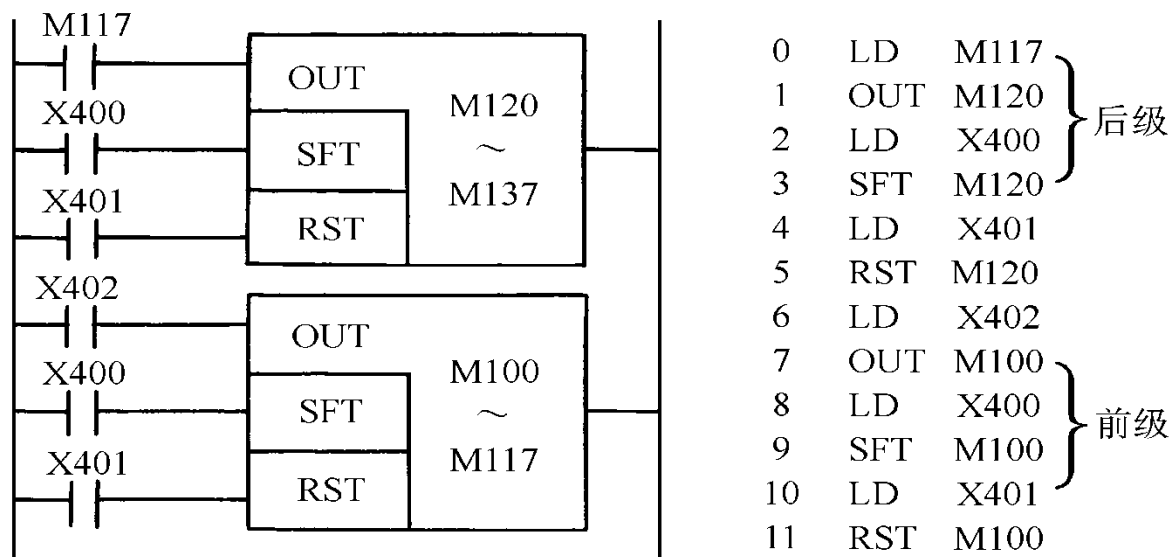 M117
OUT
X400
SFT
X401
RST
M120
~
M137
X402
OUT
X400
SFT
X401
RST
M100
~
M117
0 LD M117
1 OUT M120
2 LD X400
3 SFT M120
后级
4 LD X401
5 RST M120
6 LD X402
7 OUT M100
8 LD X400
9 SFT M100
10 LD X401
前级
11 RST M100